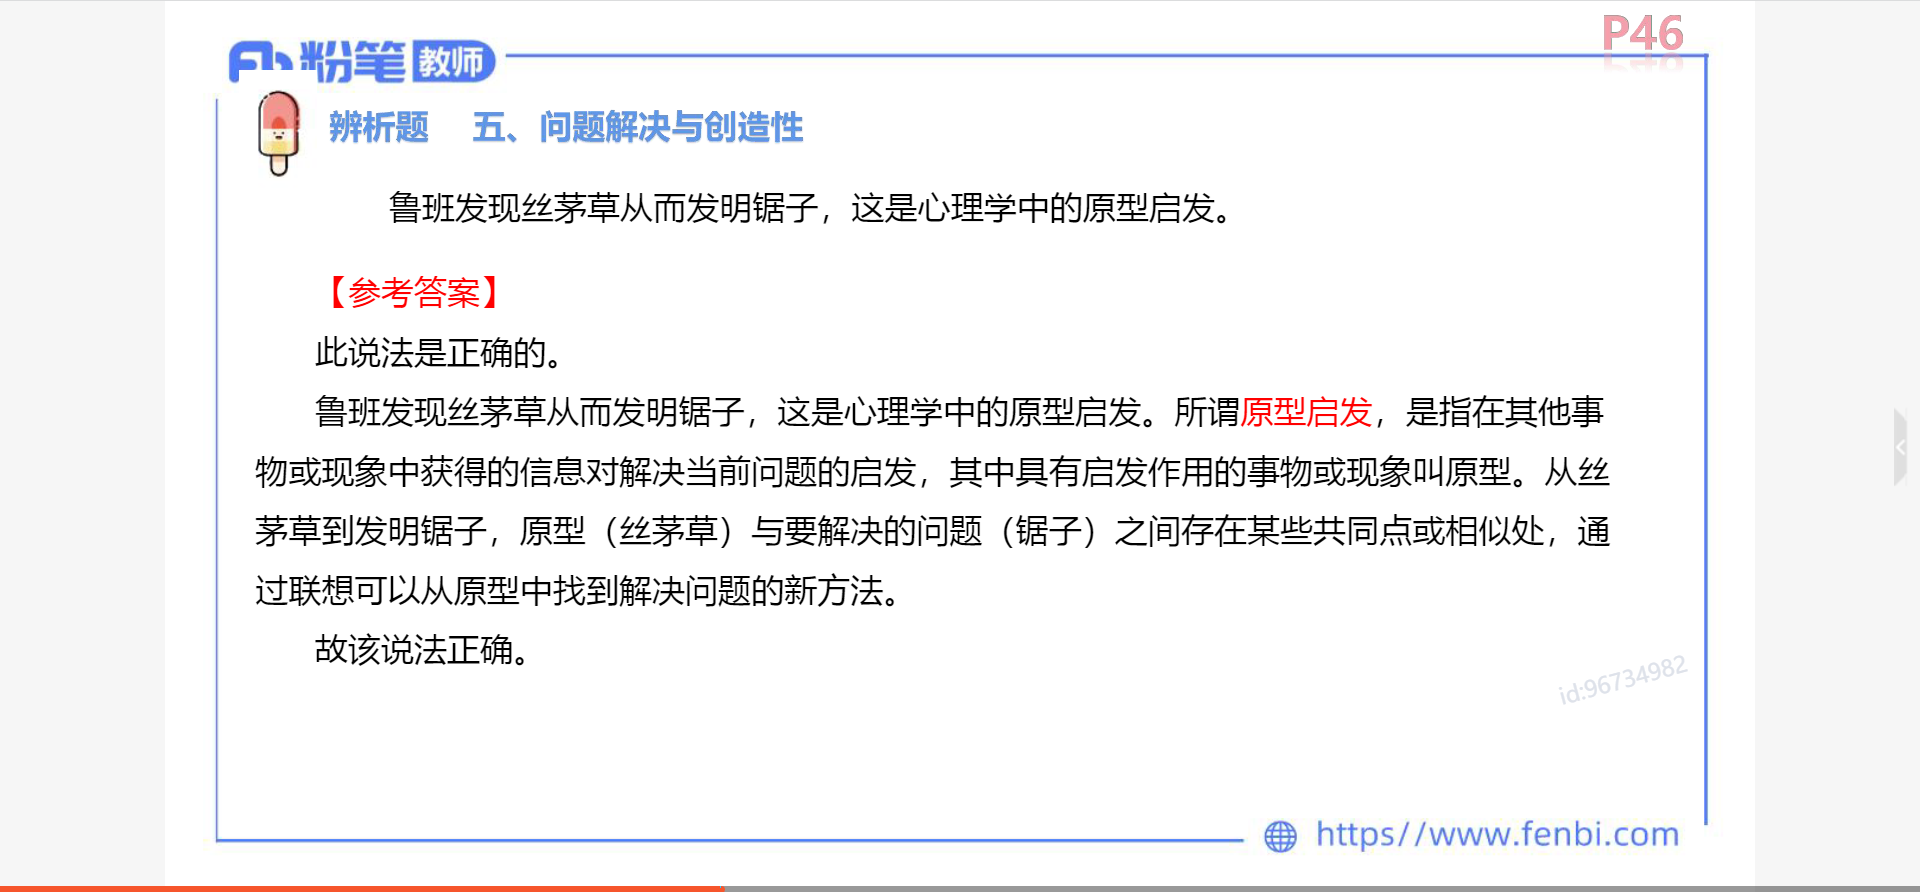 P46
粉笔 教师
辨析题 五、问题解决与创造性
鲁班发现丝茅草从而发明锯子，这是心理学中的原型启发。
【参考答案】
此说法是正确的。
鲁班发现丝茅草从而发明锯子，这是心理学中的原型启发。所谓原型启发，是指在其他事
物或现象中获得的信息对解决当前问题的启发，其中具有启发作用的事物或现象叫原型。从丝
茅草到发明锯子，原型（丝茅草）与要解决的问题（锯子）之间存在某些共同点或相似处，通
过联想可以从原型中找到解决问题的新方法。
故该说法正确。
id:96734982
https//www.fenbi.com